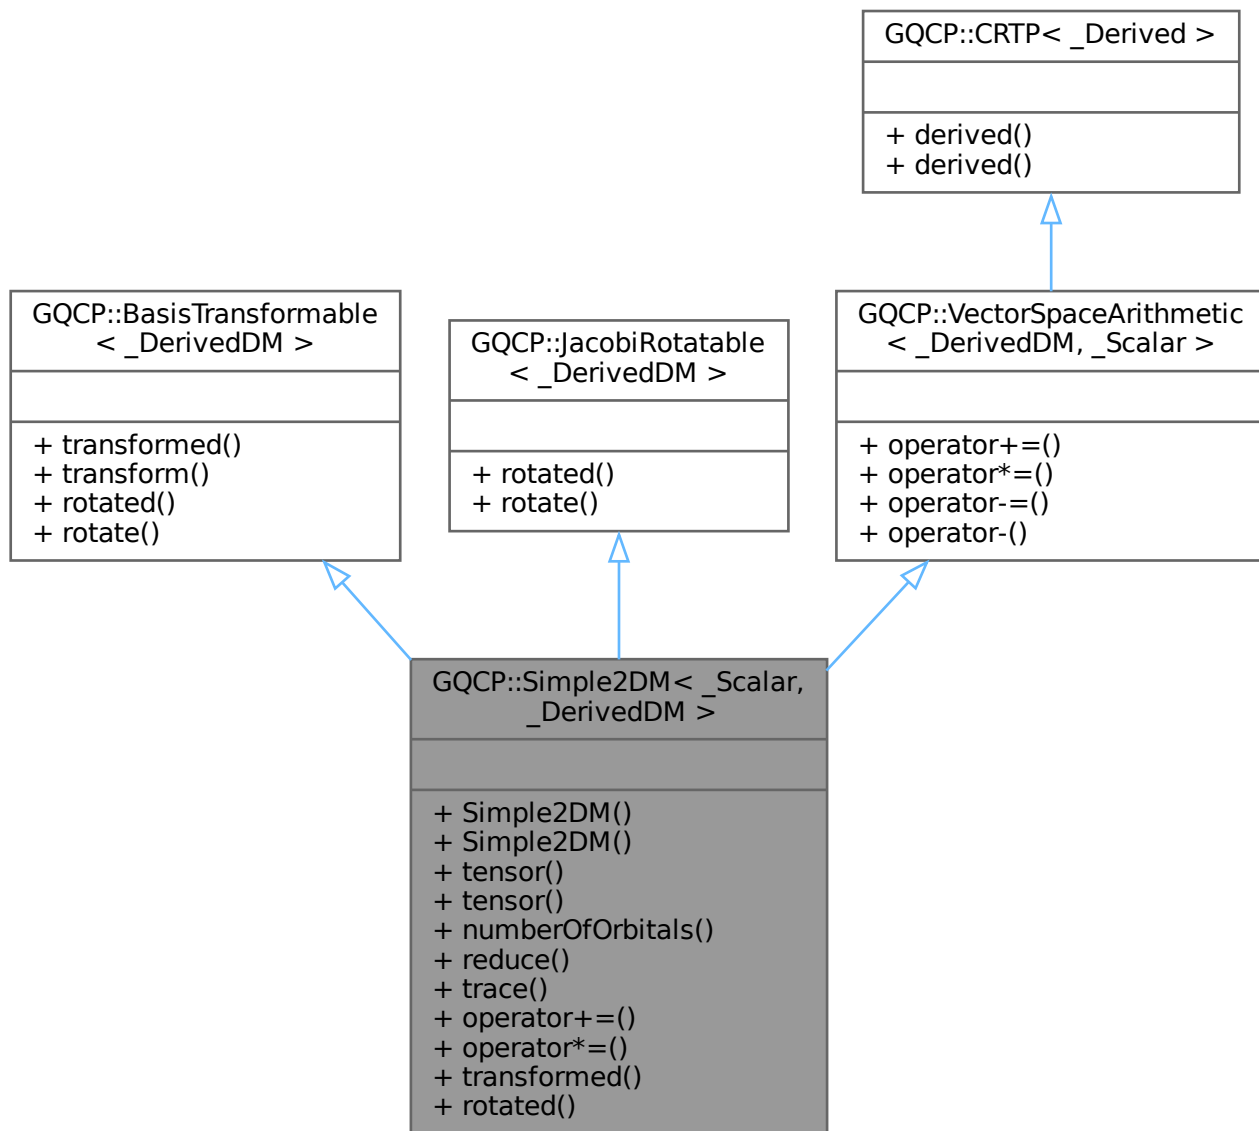 GQCP::CRTP< _Derived >
+ derived()
+ derived()
GQCP::BasisTransformable
< _DerivedDM >
+ transformed()
+ transform()
+ rotated()
+ rotate()
GQCP::JacobiRotatable
< _DerivedDM >
+ rotated()
+ rotate()
GQCP::VectorSpaceArithmetic
< _DerivedDM, _Scalar >
+ operator+=()
+ operator*=()
+ operator-=()
+ operator-()
GQCP::Simple2DM< _Scalar,
_DerivedDM >
+ Simple2DM()
+ Simple2DM()
+ tensor()
+ tensor()
+ numberOfOrbitals()
+ reduce()
+ trace()
+ operator+=()
+ operator*=()
+ transformed()
+ rotated()